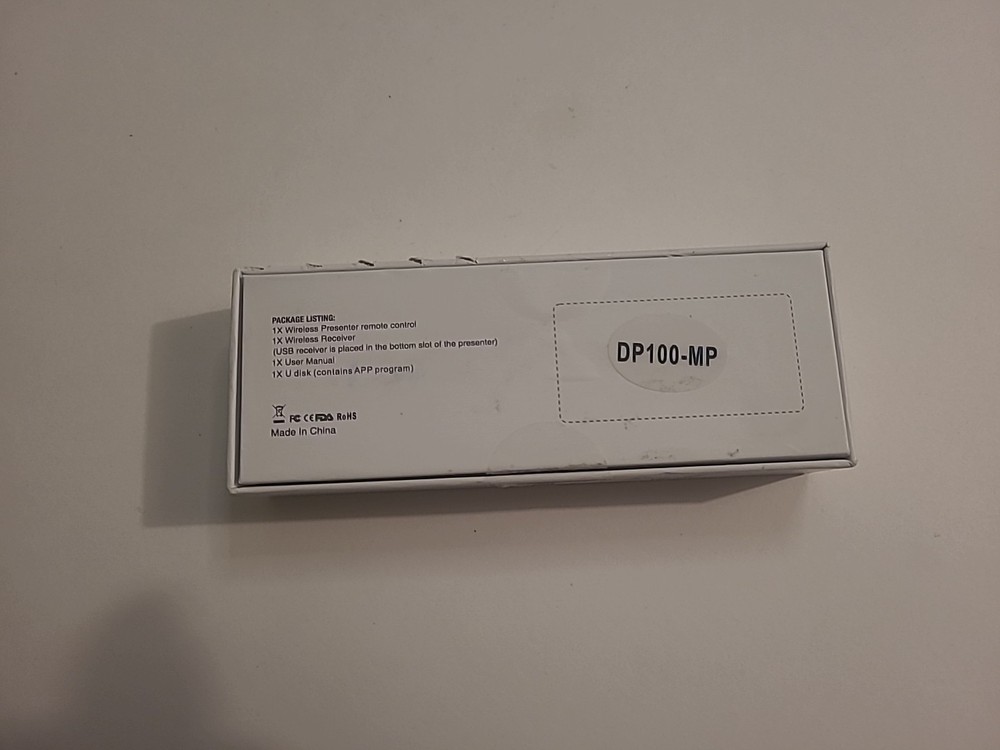 PACKAGE LISTING:
1X Wireless Presenter remote control
1X Wireless Receiver
(USB receiver is placed in the bottom slot of the presenter)
1X User Manual
1X U disk (contains APP program)
FC CE FDA RoHS
Made In China
DP100-MP